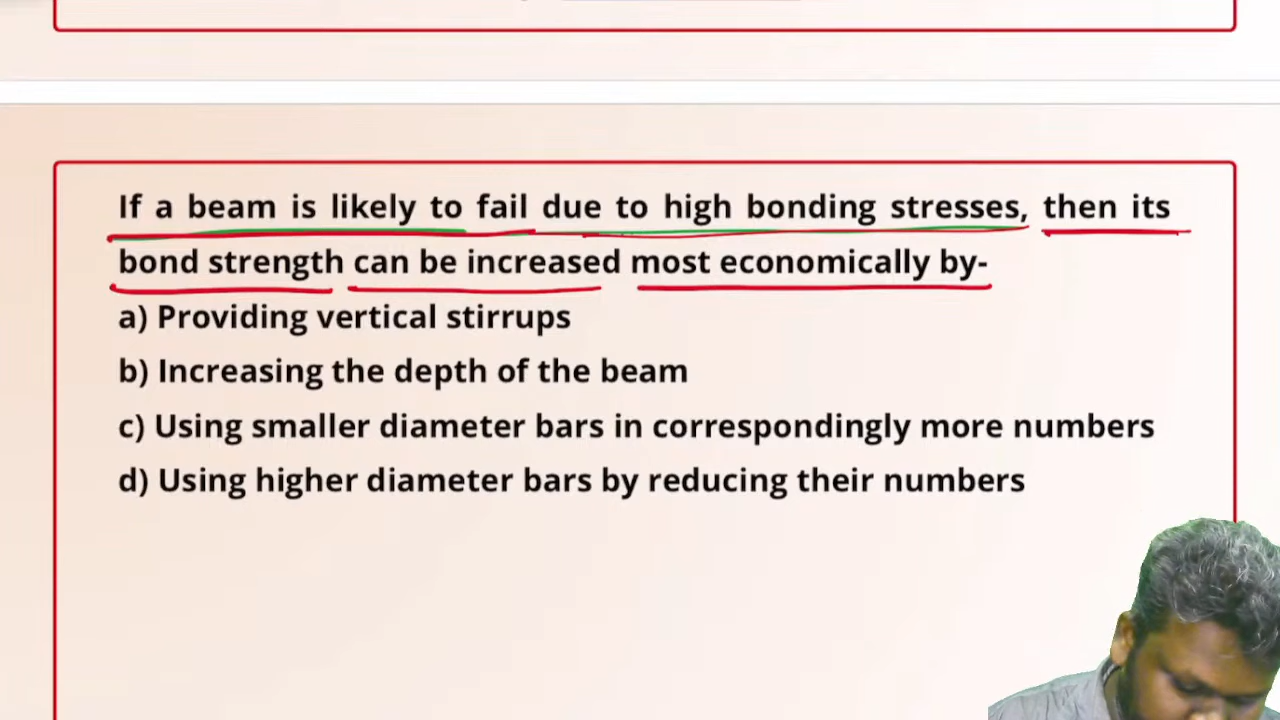 If a beam is likely to fail due to high bonding stresses, then its
bond strength can be increased most economically by-
a) Providing vertical stirrups
b) Increasing the depth of the beam
c) Using smaller diameter bars in correspondingly more numbers
d) Using higher diameter bars by reducing their numbers